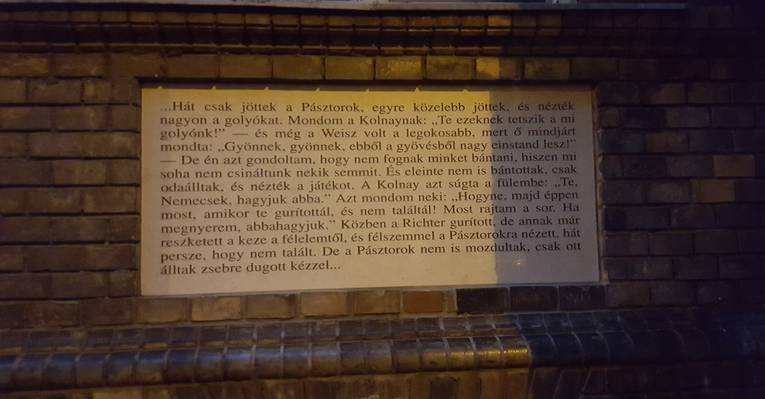 ...Hát csak jöttek a Pásztorok, egyre közelebb jöttek, és nézték
nagyon a golyókat. Mondom a Kolnaynak: „Te ezeknek tetszik a mi
golyónk!” — és még a Weisz volt a legokosabb, mert ő mindjárt
mondta: „Gyönnek, gyönnek, ebből a gyövésből nagy einstand lesz!”
— De én azt gondoltam, hogy nem fognak minket bántani, hiszen mi
soha nem csináltunk nekik semmit. És eleinte nem is bántottak, csak
odaálltak, és nézték a játékot. A Kolnay azt súgta a fülembe: „Te,
Nemecsek, hagyjuk abba.” Azt mondom neki: „Hogyne, majd éppen
most, amikor te gurítottál, és nem találtál! Most rajtam a sor. Ha
megnyerem, abbahagyjuk.” Közben a Richter gurított, de annak már
reszketett a keze a félelemtől, és félszemmel a Pásztorokra nézett, hát
persze, hogy nem talált. De a Pásztorok nem is mozdultak, csak ott
álltak zsebre dugott kézzel...